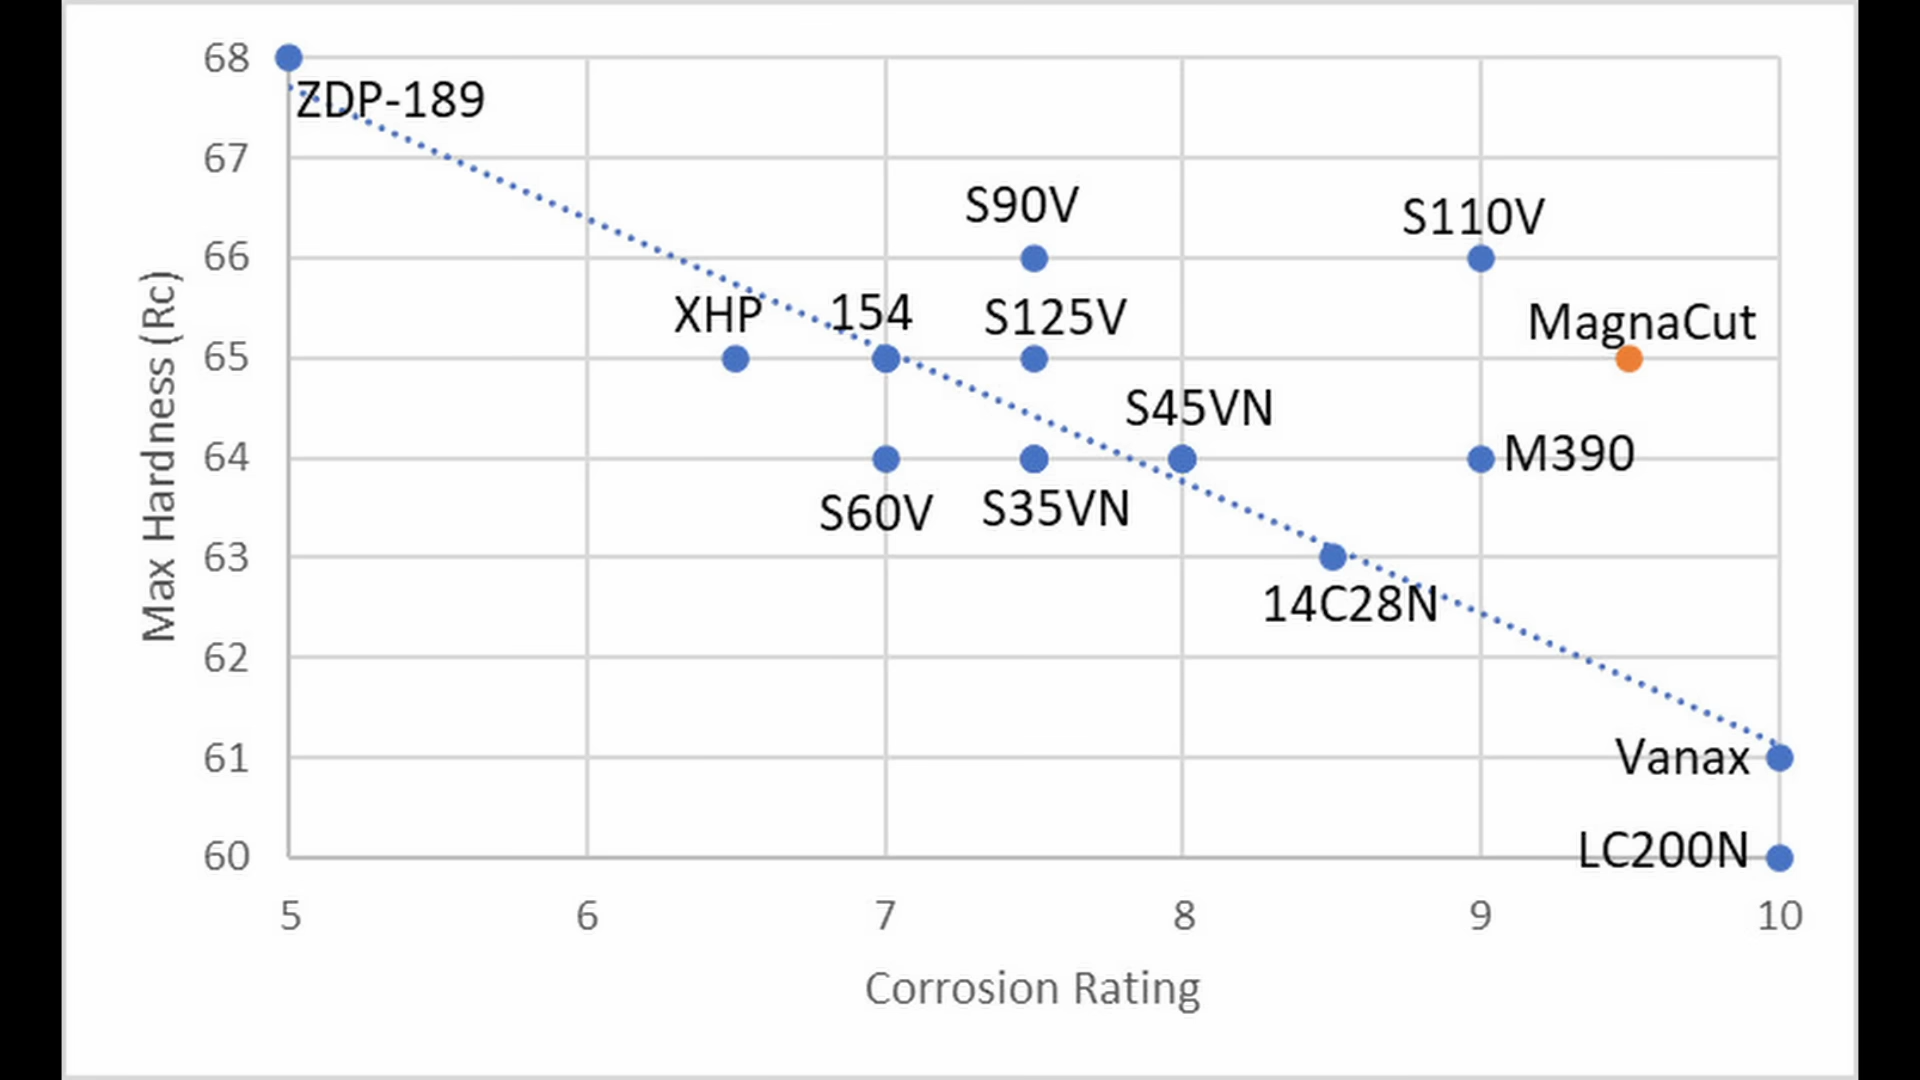 68
ZDP-189
67
S90V
S110V
66
XHP
154
S125V
MagnaCut
65
S45VN
64
M390
S60V
S35VN
63
14C28N
62
61
Vanax
60
LC200N
Max Hardness (Rc)
5 6 7 8 9 10
Corrosion Rating